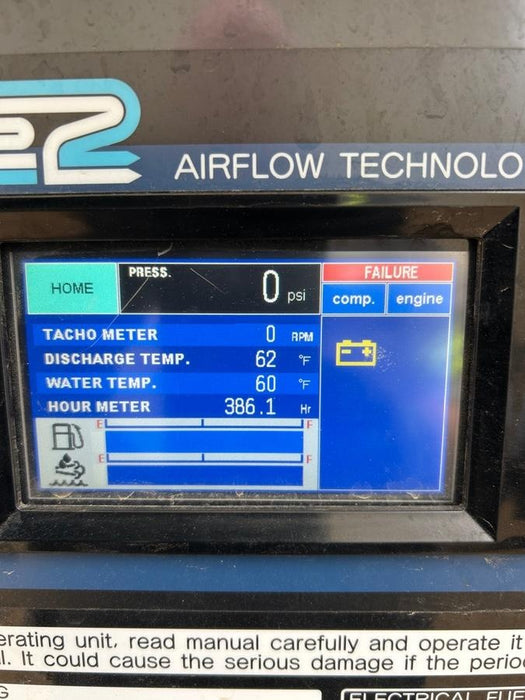 AIRFLOW TECHNOLO
HOME
PRESS.
0 psi
FAILURE
comp. engine
TACHO METER 0 RPM
DISCHARGE TEMP. 62 °F
WATER TEMP. 60 °F
HOUR METER 386.1 Hr
E F
E F
erating unit, read manual carefully and operate it
l. It could cause the serious damage if the perio
G
ELECTRICAL FUE